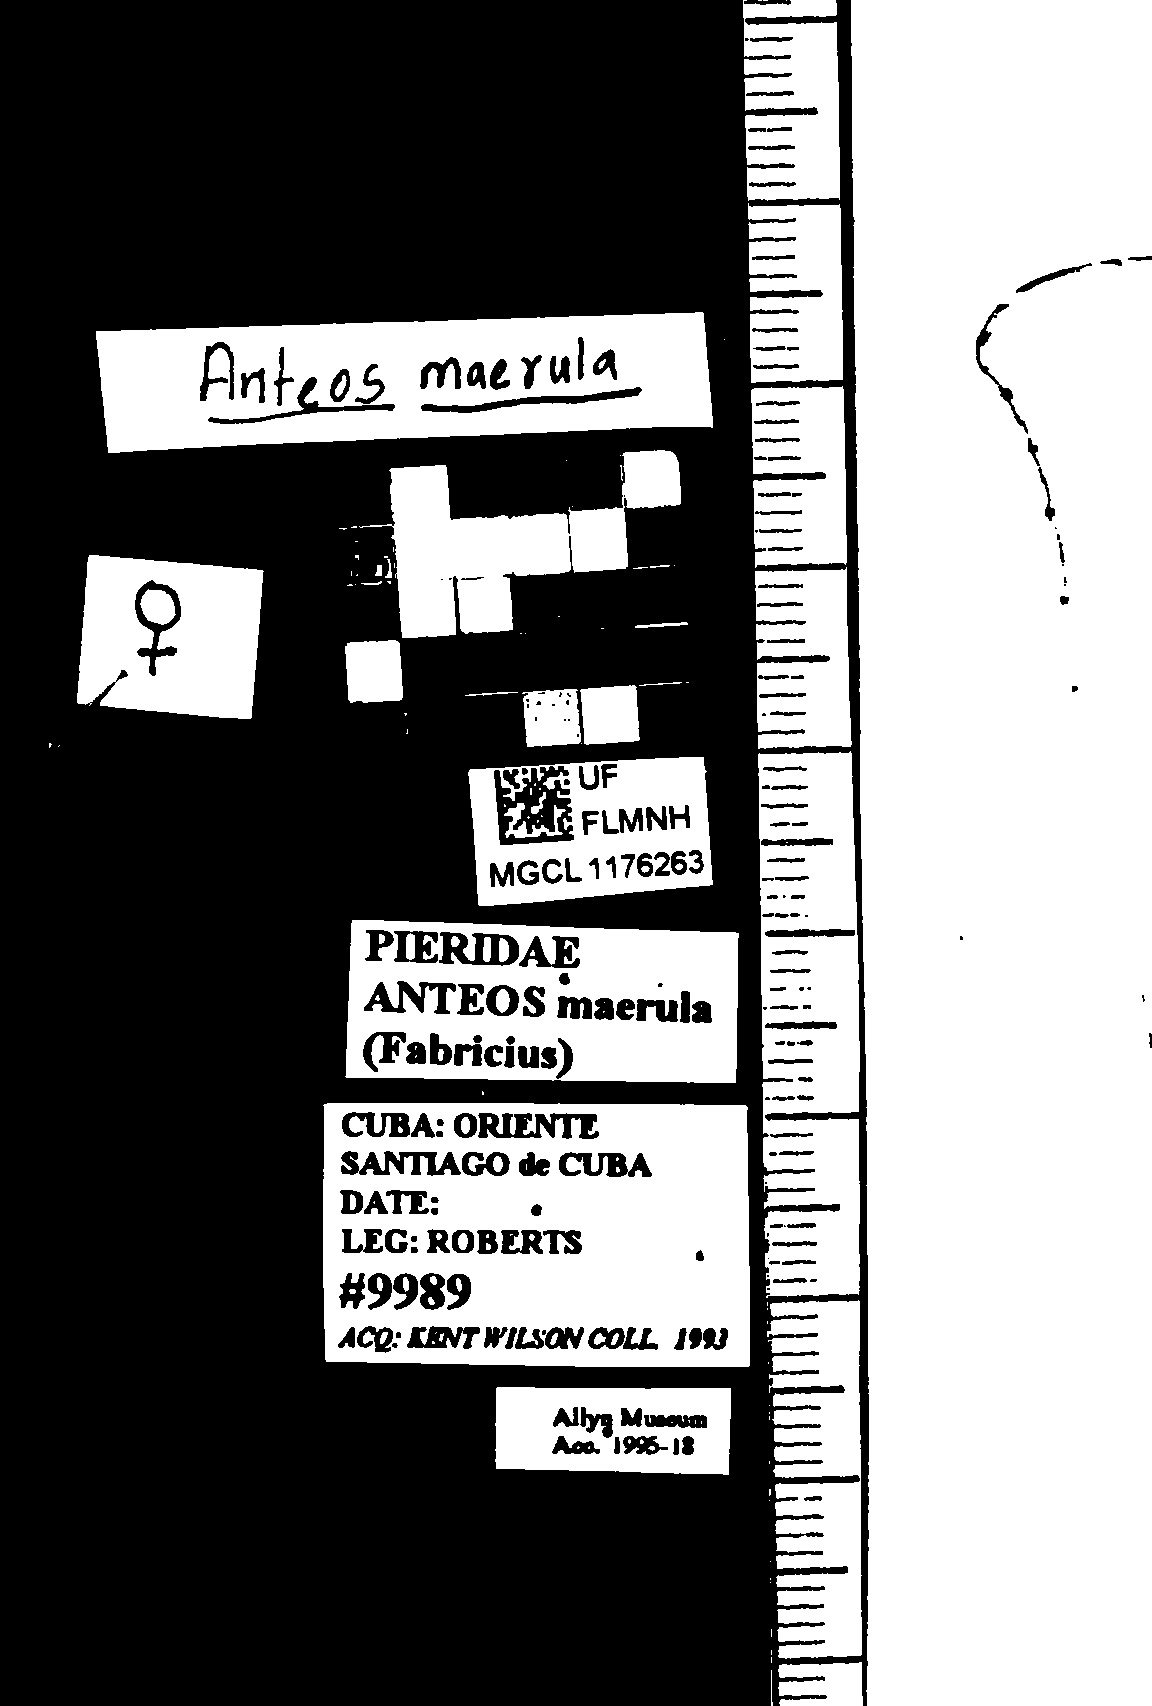 Anteos maerula
♀
UF
FLMNH
MGCL 1176263
PIERIDAE
ANTEOS maerula
(Fabricius)
CUBA: ORIENTE
SANTIAGO de CUBA
DATE:
LEG: ROBERTS
#9989
ACQ: KENT WILSON COLL. 1993
Allyn Museum
Acc. 1995-18